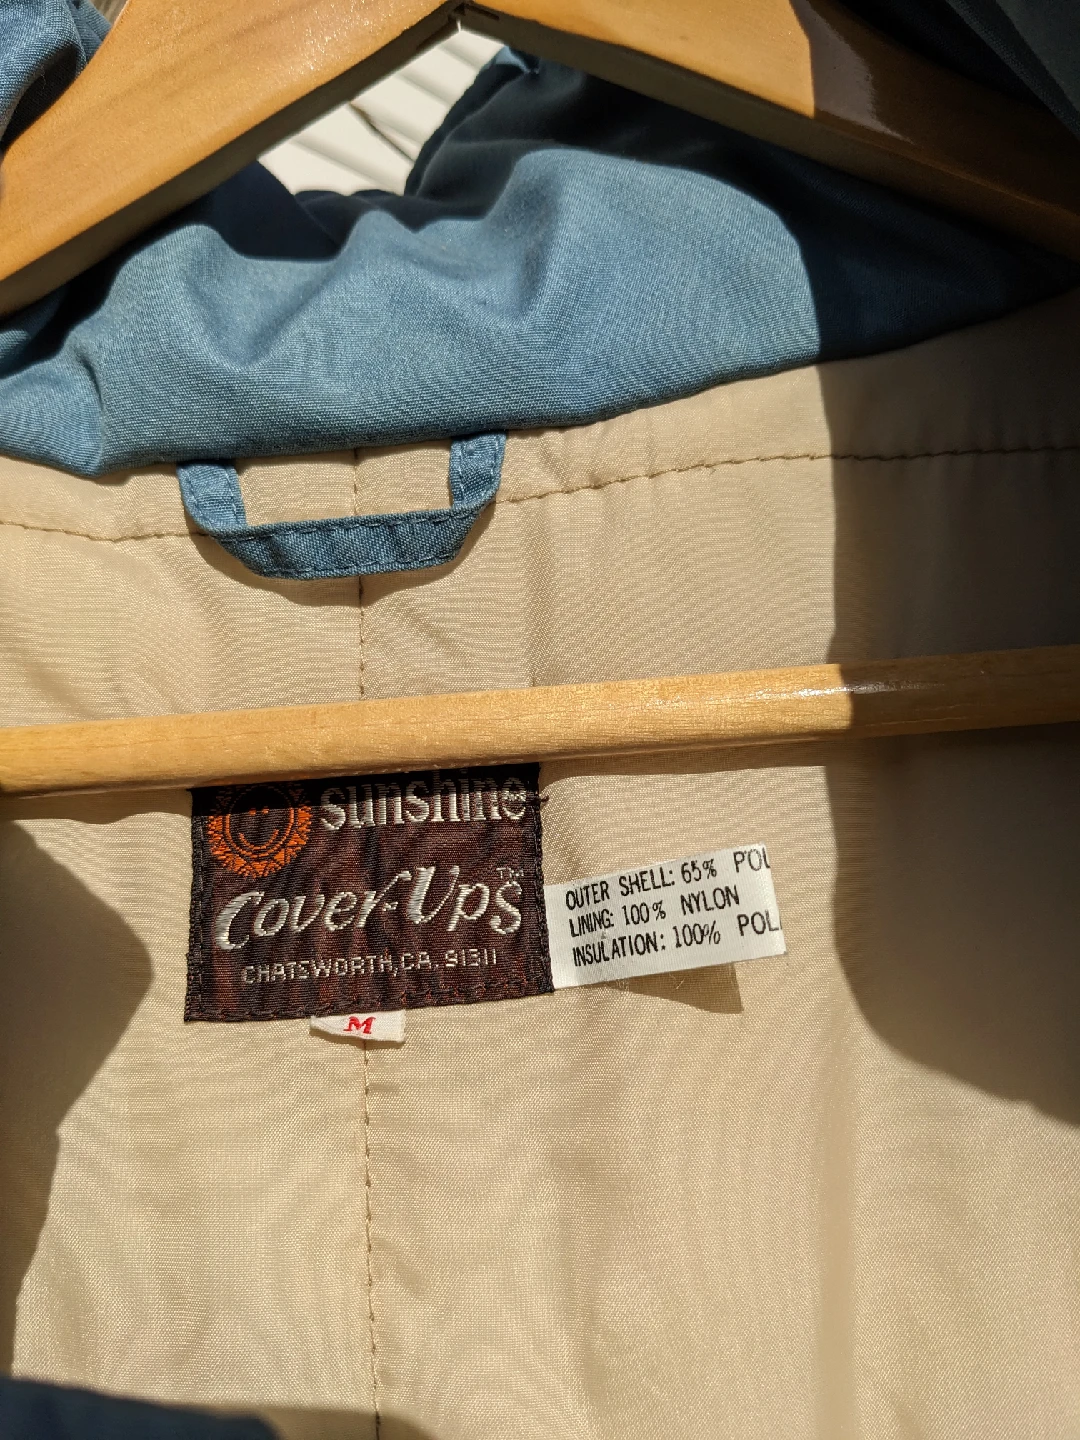 sunshine
Cover-Ups™
CHATSWORTH, CA. 91311
M
OUTER SHELL: 65% POL
LINING: 100% NYLON
INSULATION: 100% POL